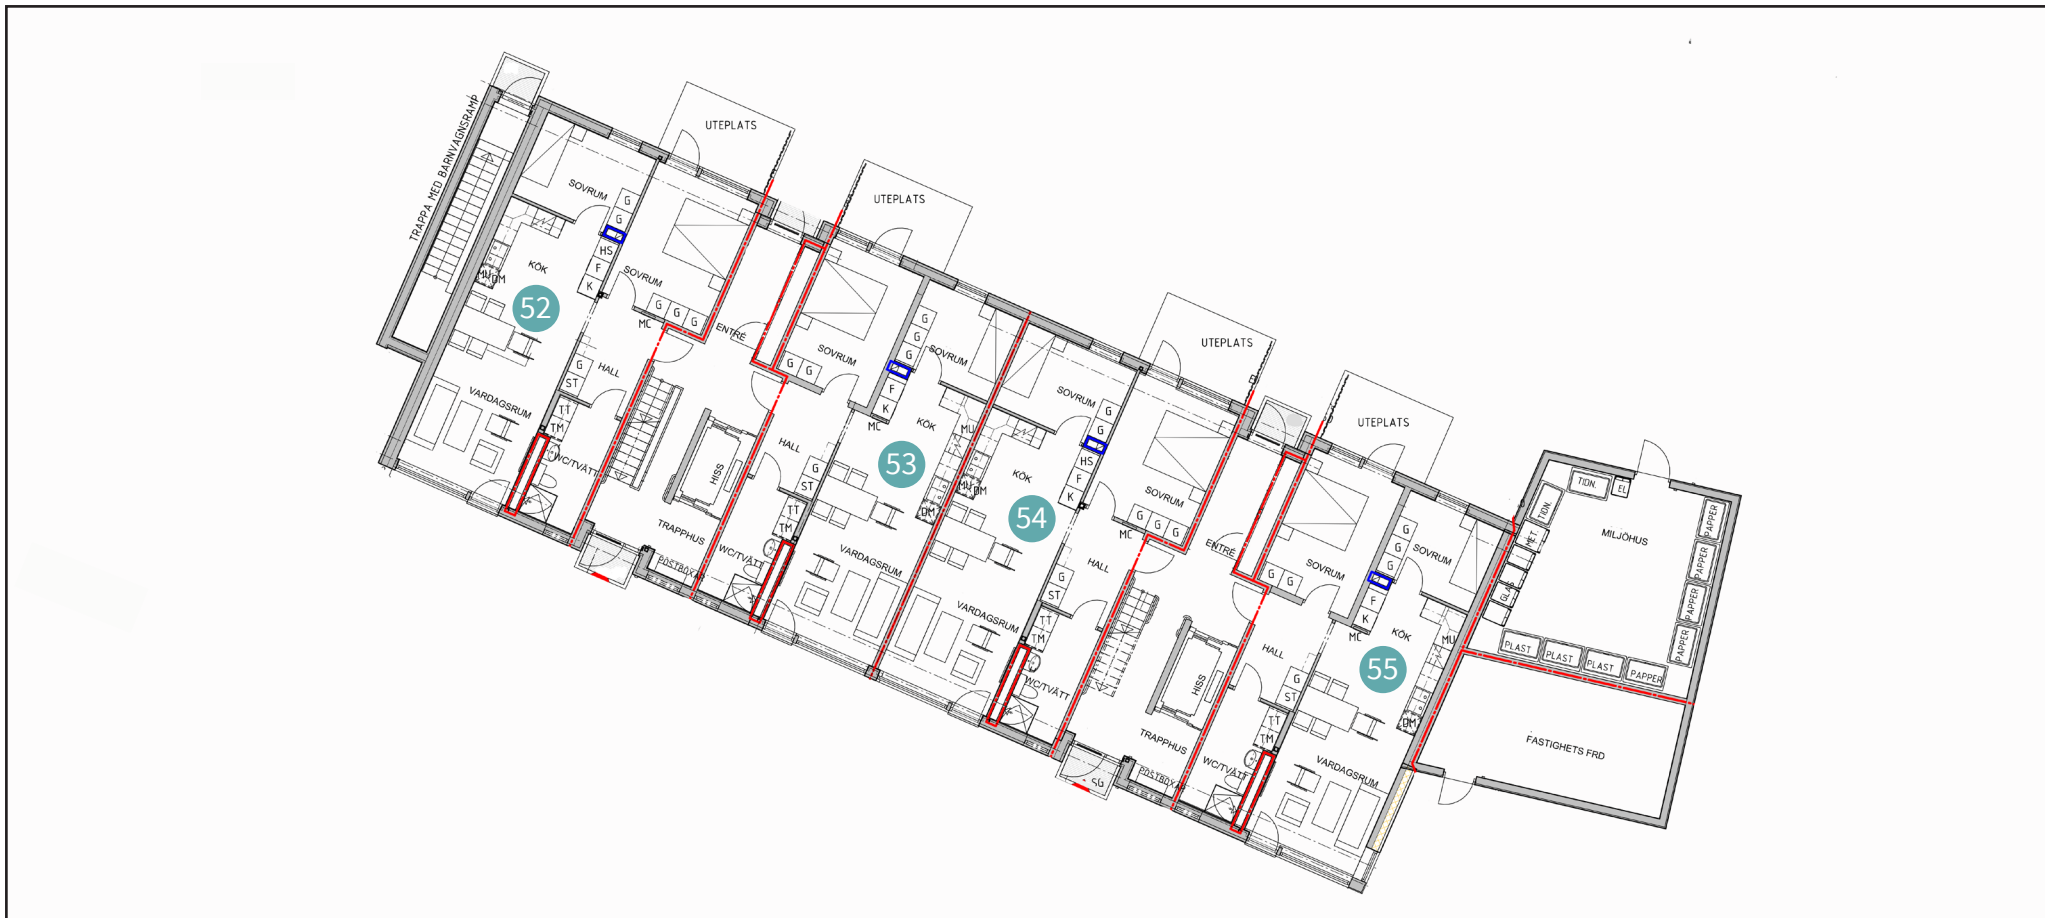 TRAPPA MED BARNVAGNSRAMP
UTEPLATS
SOVRUM
G
G
HS
F
K
KÖK
MU
DM
52
SOVRUM
G
G
G
MC
HALL
G
ST
VARDAGSRUM
TT
TM
WC/TVÄTT
ENTRÉ
HISS
TRAPPHUS
POSTBOXAR
UTEPLATS
SOVRUM
G
G
G
G
G
SOVRUM
F
K
MC
KÖK
MU
53
DM
HALL
G
ST
TT
TM
WC/TVÄTT
VARDAGSRUM
UTEPLATS
SOVRUM
G
G
HS
F
K
KÖK
MU
DM
54
SOVRUM
G
G
G
MC
HALL
G
ST
VARDAGSRUM
TT
TM
WC/TVÄTT
ENTRÉ
HISS
TRAPPHUS
SG
UTEPLATS
SOVRUM
G
G
G
G
G
SOVRUM
F
K
MC
KÖK
MU
55
DM
HALL
G
ST
TT
TM
WC/TVÄTT
VARDAGSRUM
TIDN.
EL
TIDN.
MET.
GLAS
MILJÖHUS
PAPPER
PAPPER
PAPPER
PAPPER
PLAST
PLAST
PLAST
PAPPER
FASTIGHETS FRD